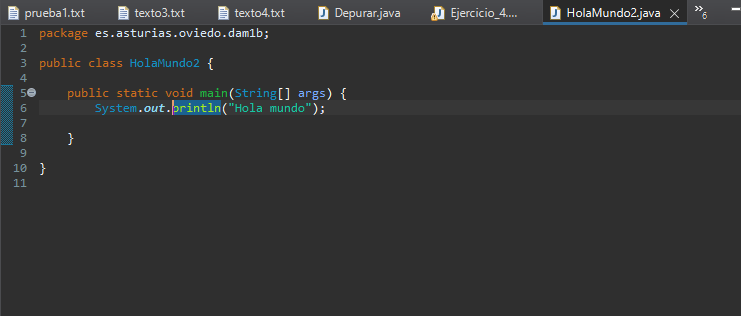 prueba1.txt texto3.txt texto4.txt Depurar.java Ejercicio_4.... HolaMundo2.java »6
1 package es.asturias.oviedo.dam1b;
2
3 public class HolaMundo2 {
4
5 public static void main(String[] args) {
6 System.out.println("Hola mundo");
7
8 }
9
10 }
11